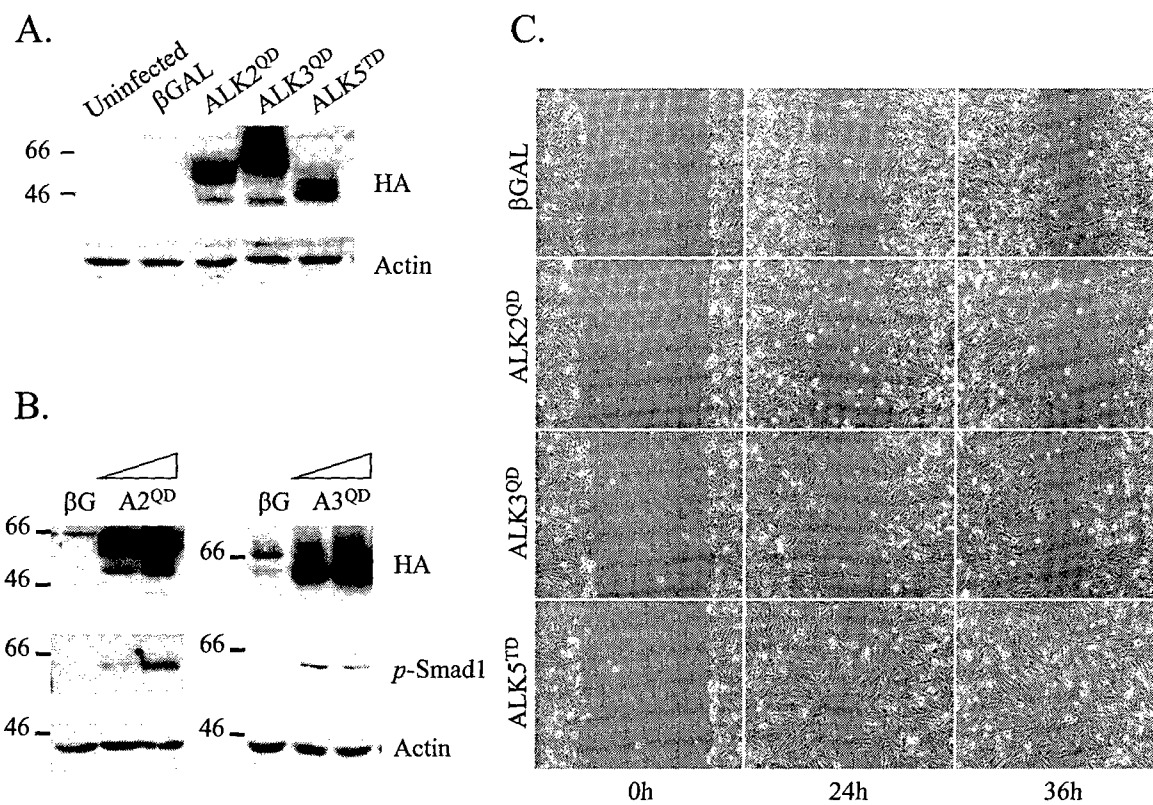 A.
Uninfected
βGAL
ALK2QD
ALK3QD
ALK5TD
66
46
HA
Actin
B.
βG A2QD
βG A3QD
66
46
66
HA
66
46
66
46
p-Smad1
Actin
C.
βGAL
ALK2QD
ALK3QD
ALK5TD
0h 24h 36h